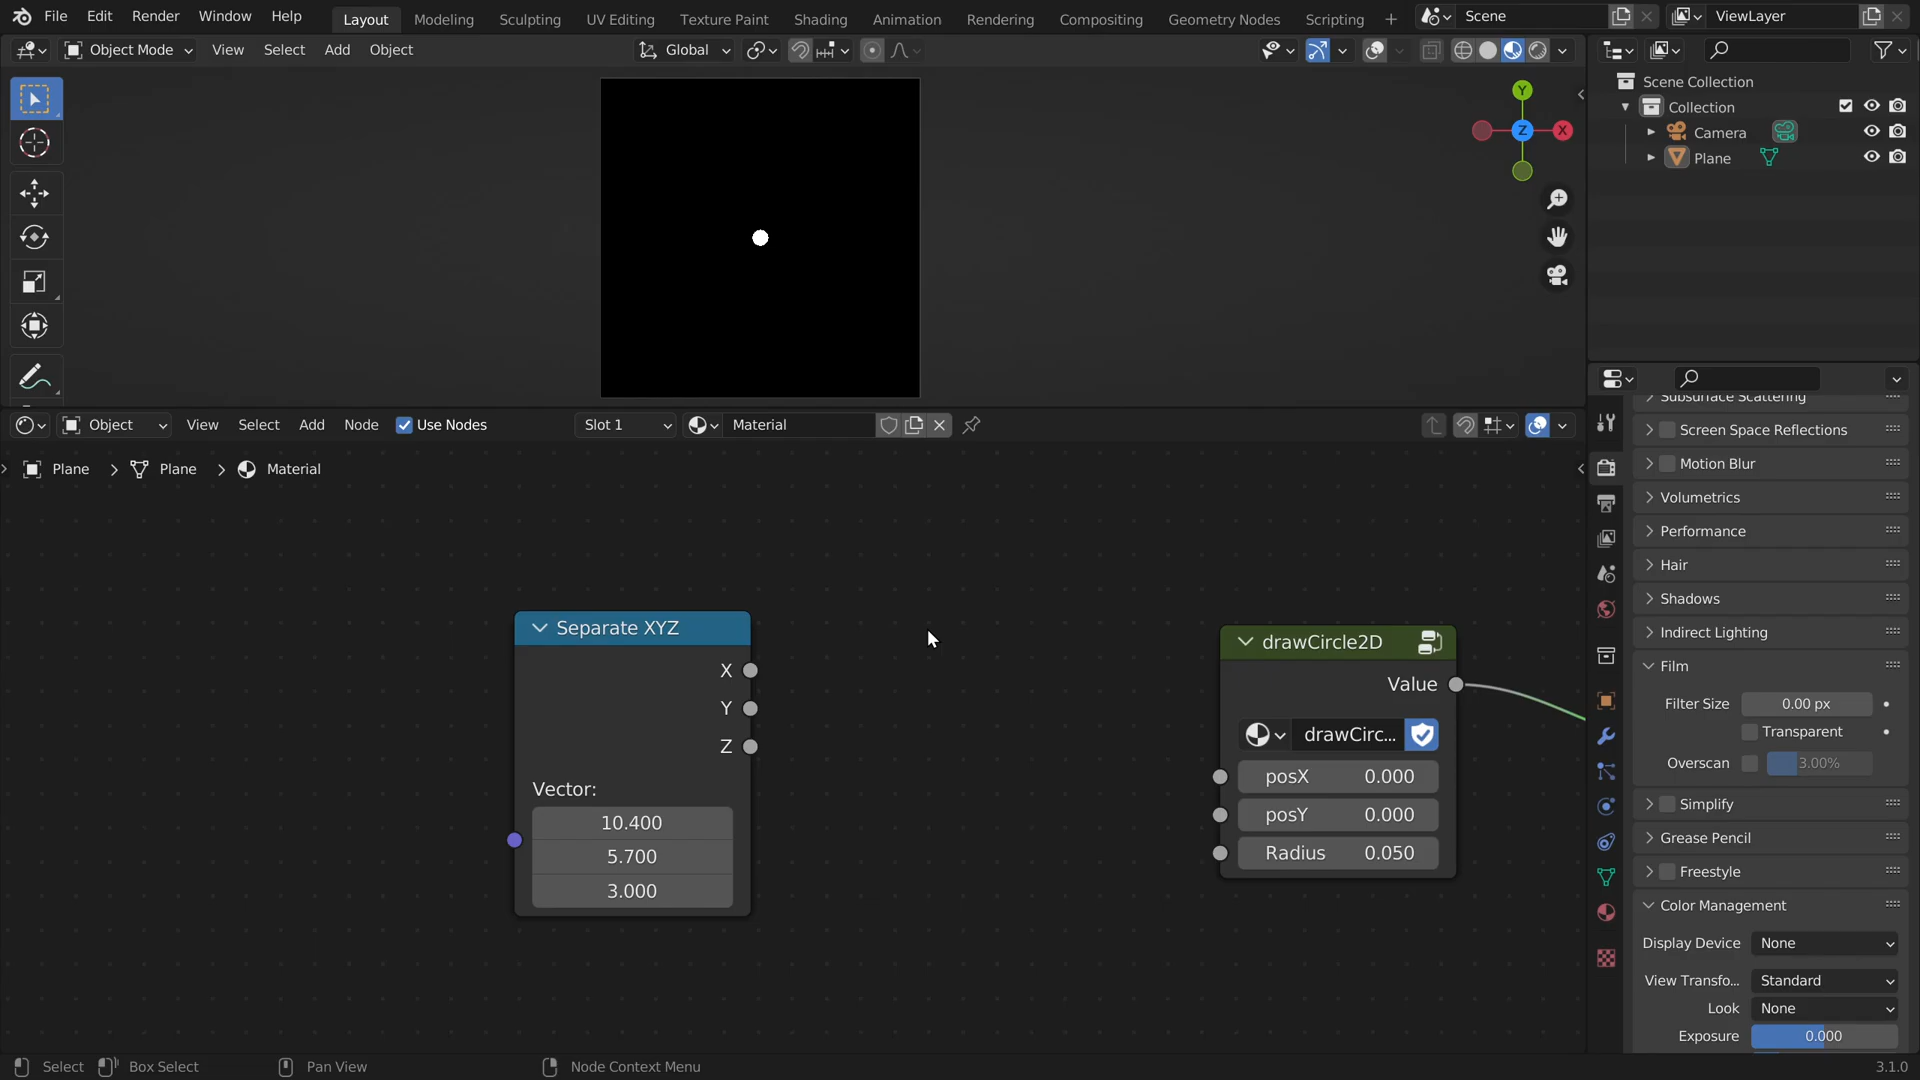 File Edit Render Window Help Layout Modeling Sculpting UV Editing Texture Paint Shading Animation Rendering Compositing Geometry Nodes Scripting + Scene ViewLayer
Object Mode View Select Add Object Global
Scene Collection
Collection
Camera
Plane
Y
Z X
Object View Select Add Node Use Nodes Slot 1 Material
Plane > Plane > Material
Separate XYZ
X
Y
Z
Vector:
10.400
5.700
3.000
drawCircle2D
Value
drawCirc...
posX 0.000
posY 0.000
Radius 0.050
Subsurface Scattering
Screen Space Reflections
Motion Blur
Volumetrics
Performance
Hair
Shadows
Indirect Lighting
Film
Filter Size 0.00 px
Transparent
Overscan 3.00%
Simplify
Grease Pencil
Freestyle
Color Management
Display Device None
View Transfo... Standard
Look None
Exposure 0.000
Select Box Select Pan View Node Context Menu 3.1.0